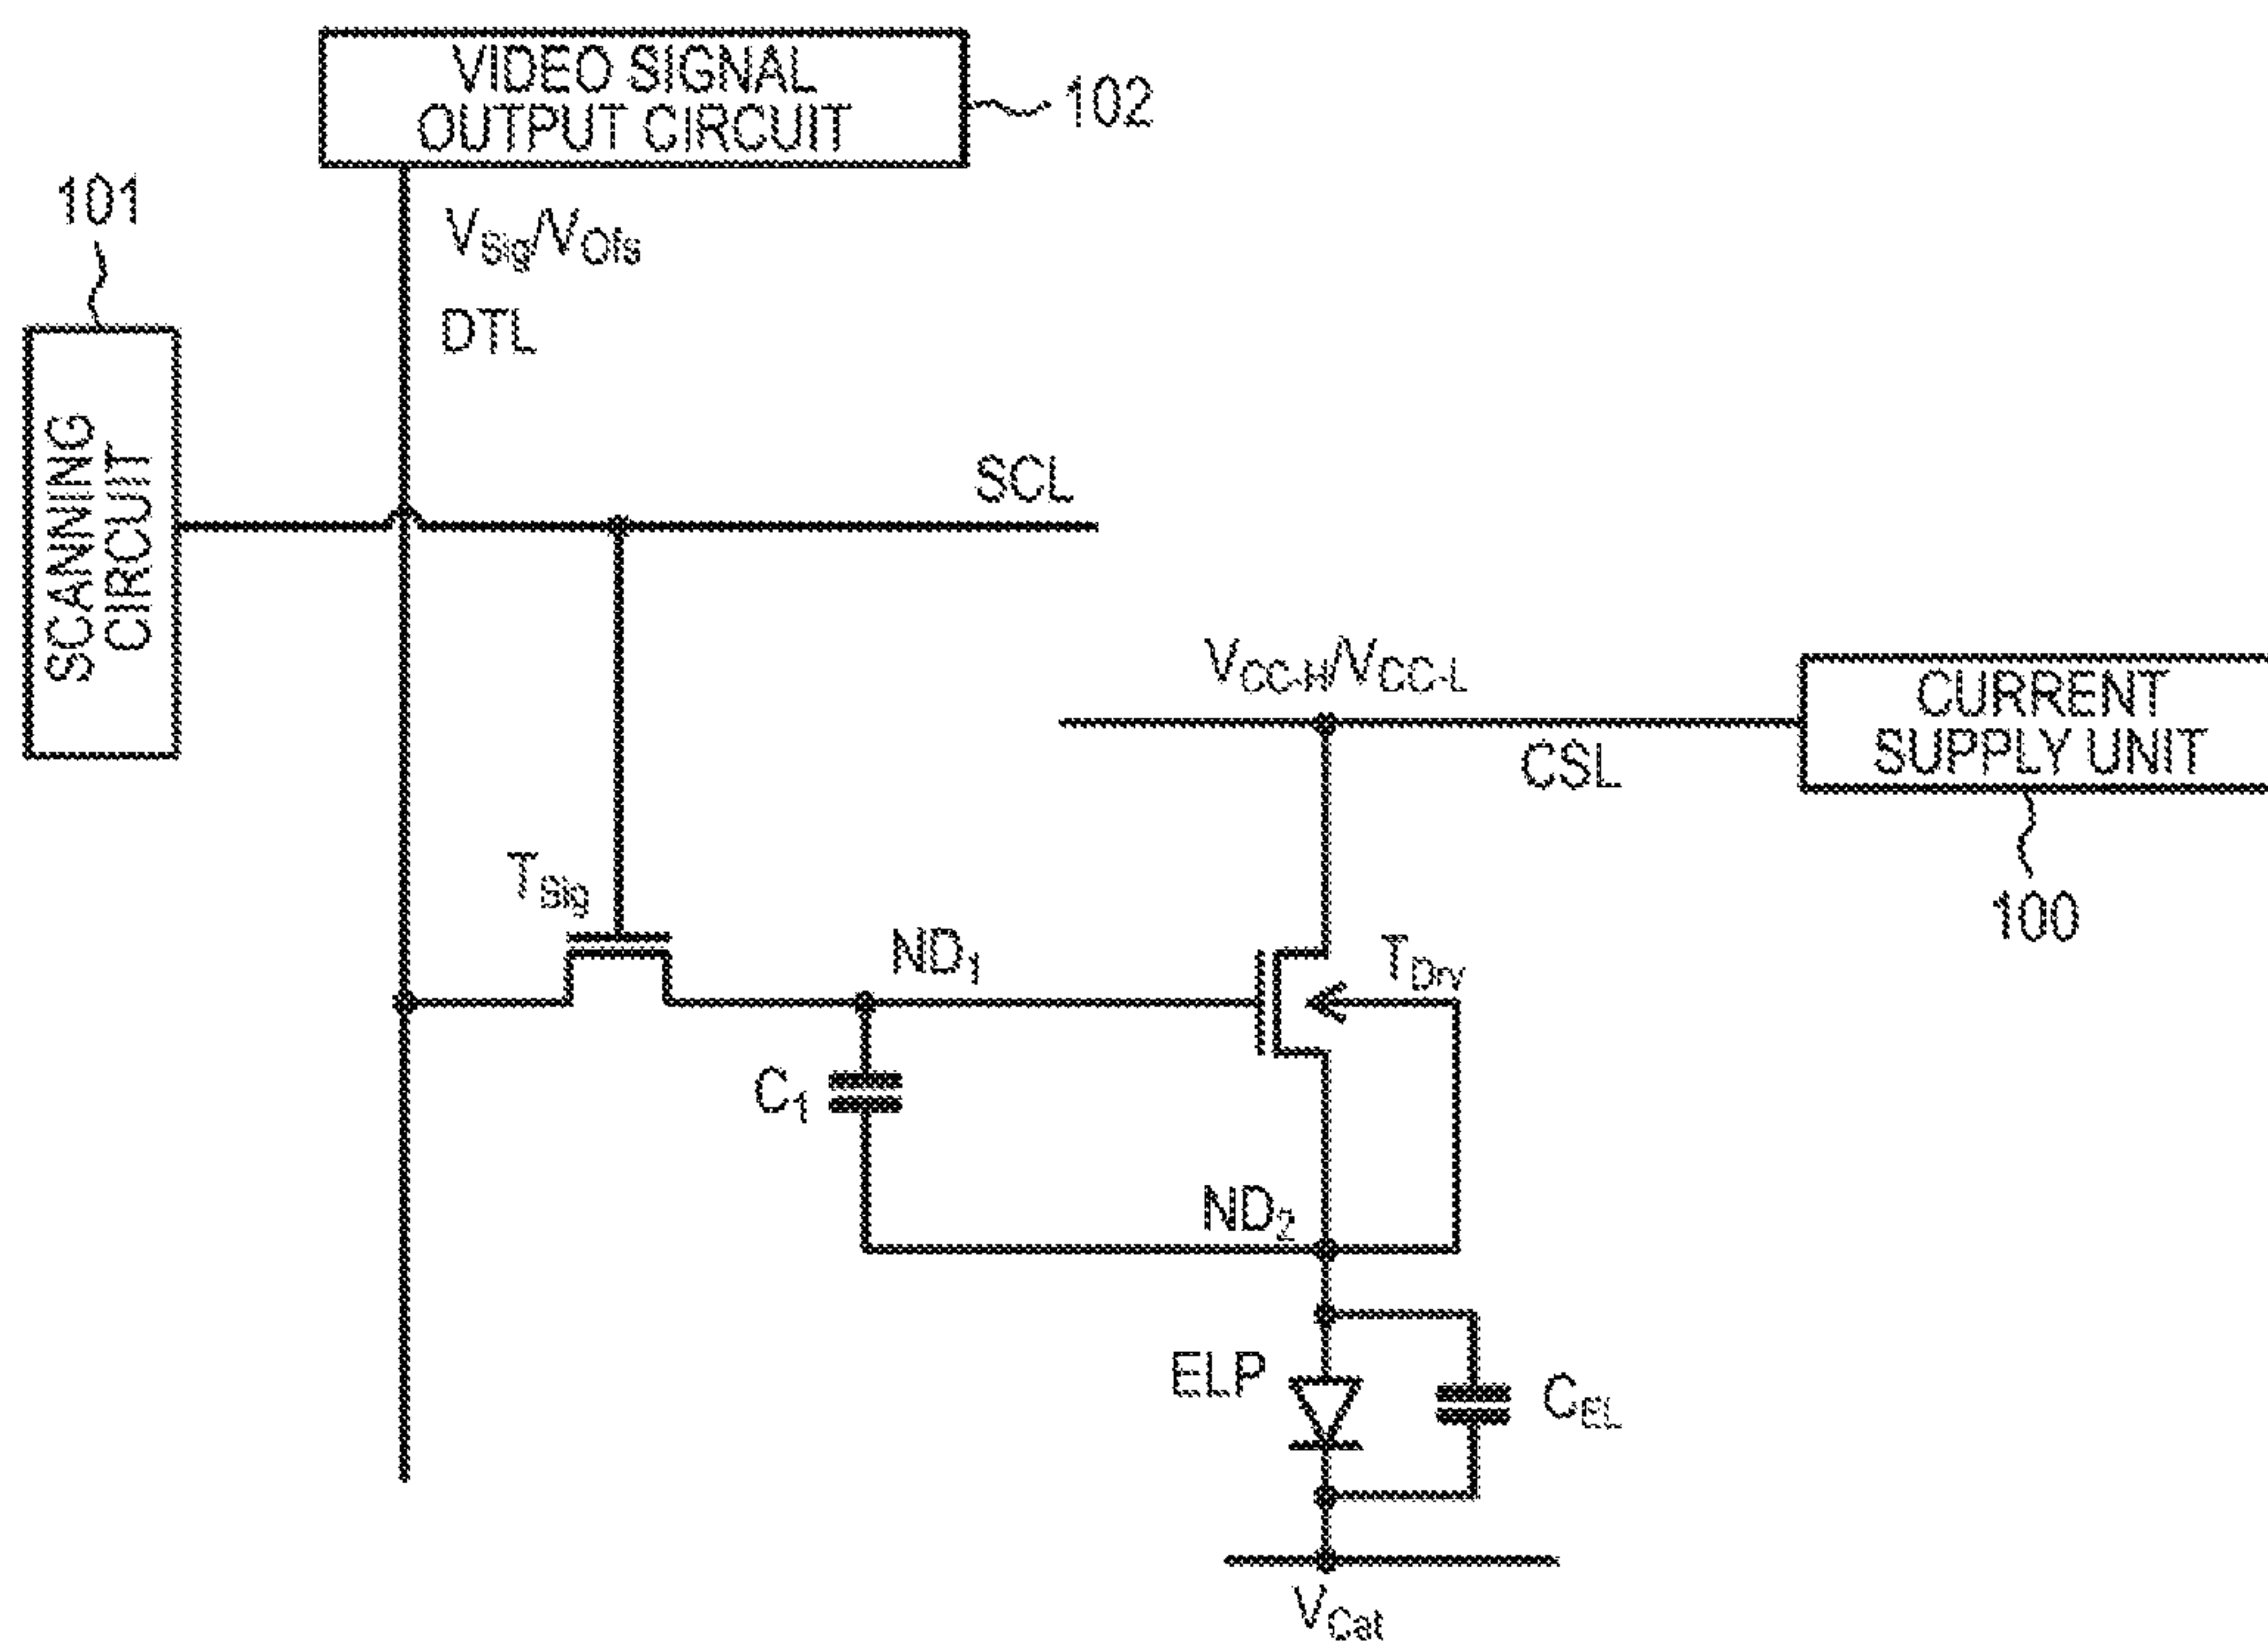 VIDEO SIGNAL
OUTPUT CIRCUIT
102
101
VSig/VOfs
DTL
SCANNING
CIRCUIT
SCL
VCC-H/VCC-L
CURRENT
SUPPLY UNIT
CSL
100
TSig
ND1
TDrv
C1
ND2
ELP
CEL
VCat